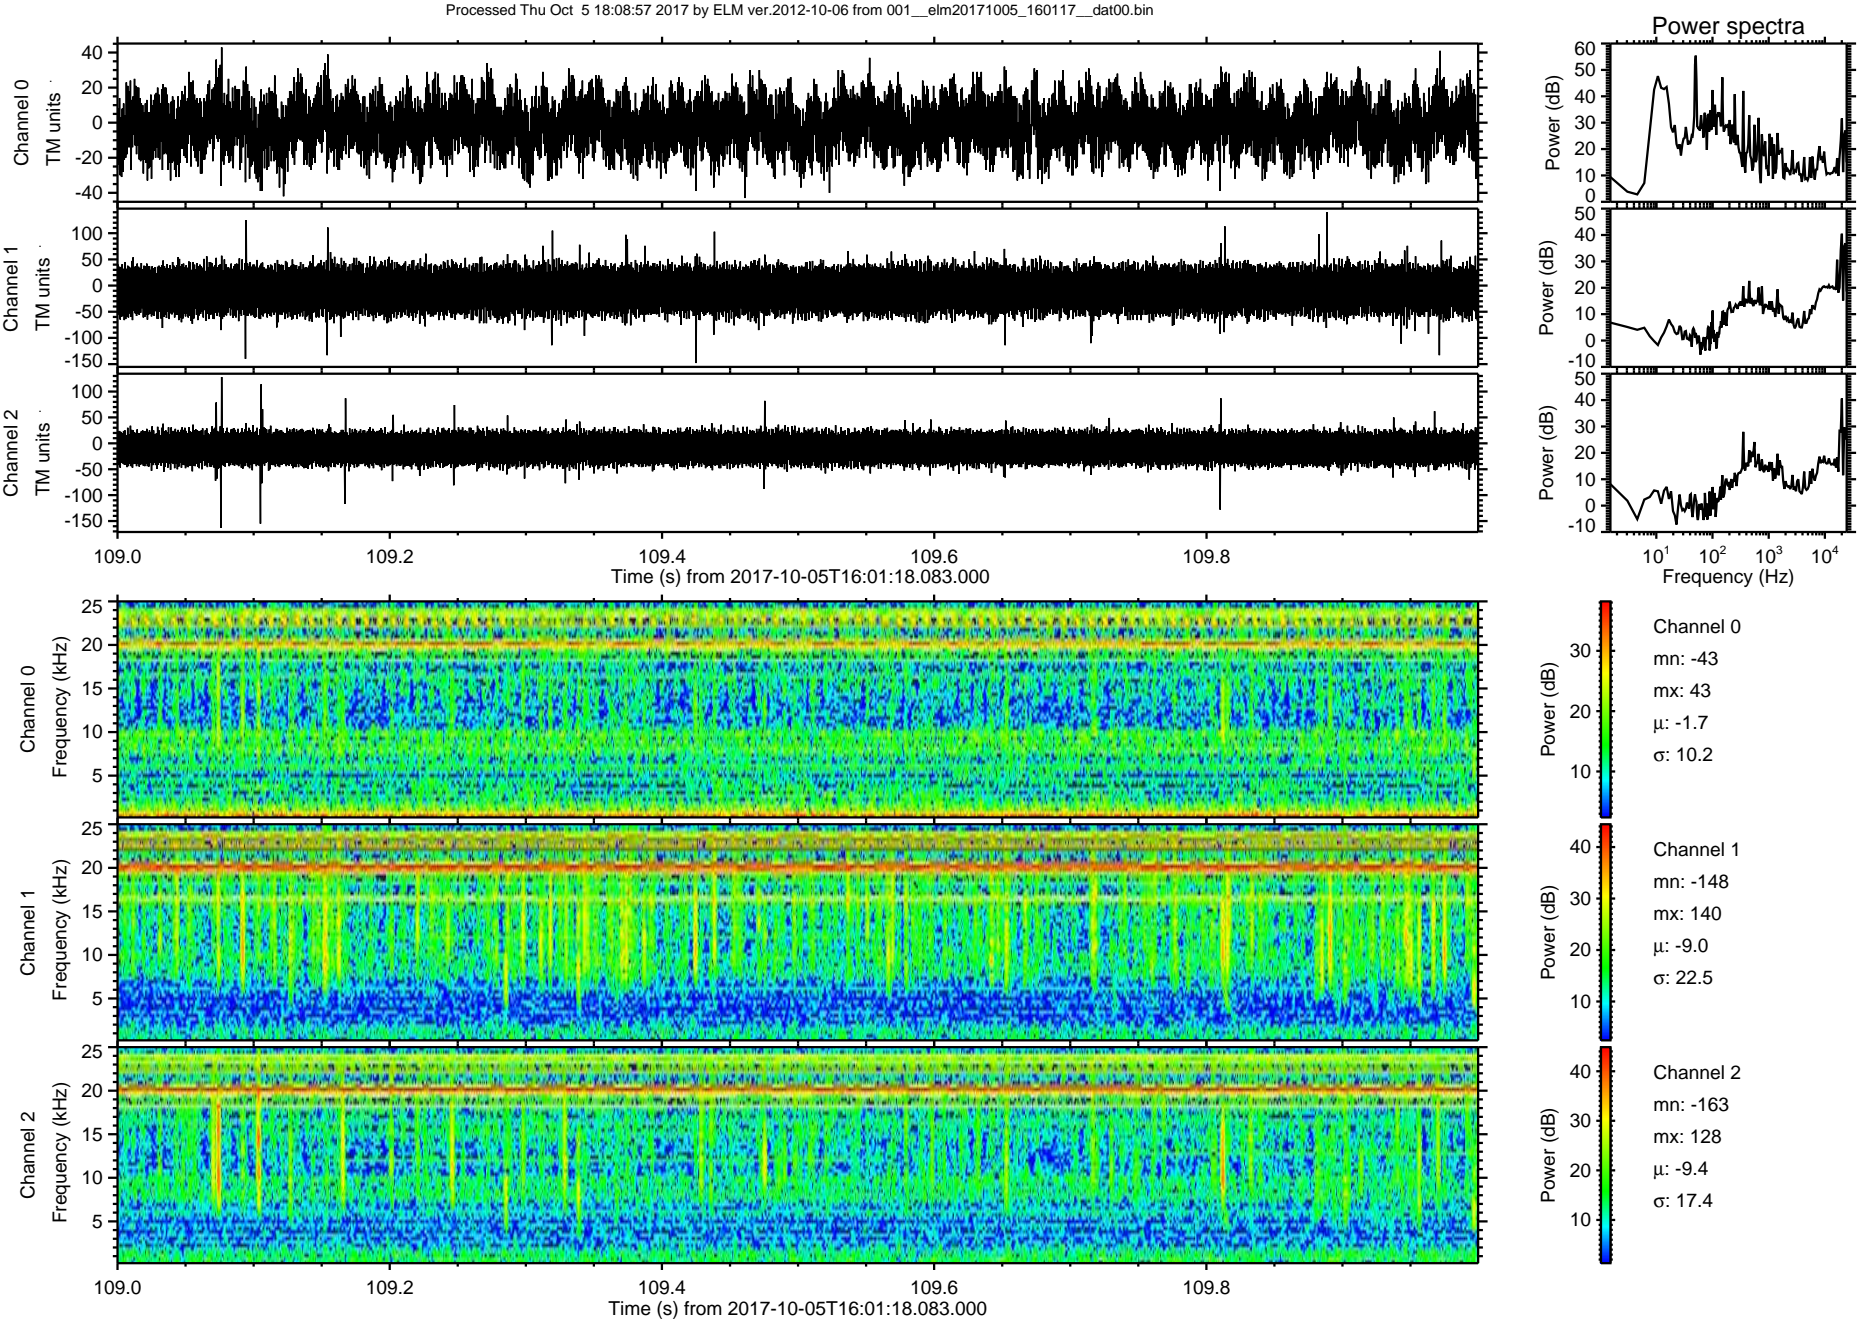 Processed Thu Oct  5 18:08:57 2017 by ELM ver.2012-10-06 from 001__elm20171005_160117__dat00.bin
Power spectra
Channel 0
TM units
40
20
0
-20
-40
Power (dB)
60
50
40
30
20
10
0
Channel 1
TM units
100
50
0
-50
-100
-150
Power (dB)
50
40
30
20
10
0
-10
Channel 2
TM units
100
50
0
-50
-100
-150
Power (dB)
50
40
30
20
10
0
-10
109.0 109.2 109.4 109.6 109.8
Time (s) from 2017-10-05T16:01:18.083.000
10¹ 10² 10³ 10⁴
Frequency (Hz)
Channel 0
Frequency (kHz)
25
20
15
10
5
Power (dB)
30
20
10
Channel 0
mn: -43
mx: 43
μ: -1.7
σ: 10.2
Channel 1
Frequency (kHz)
25
20
15
10
5
Power (dB)
40
30
20
10
Channel 1
mn: -148
mx: 140
μ: -9.0
σ: 22.5
Channel 2
Frequency (kHz)
25
20
15
10
5
Power (dB)
40
30
20
10
Channel 2
mn: -163
mx: 128
μ: -9.4
σ: 17.4
109.0 109.2 109.4 109.6 109.8
Time (s) from 2017-10-05T16:01:18.083.000